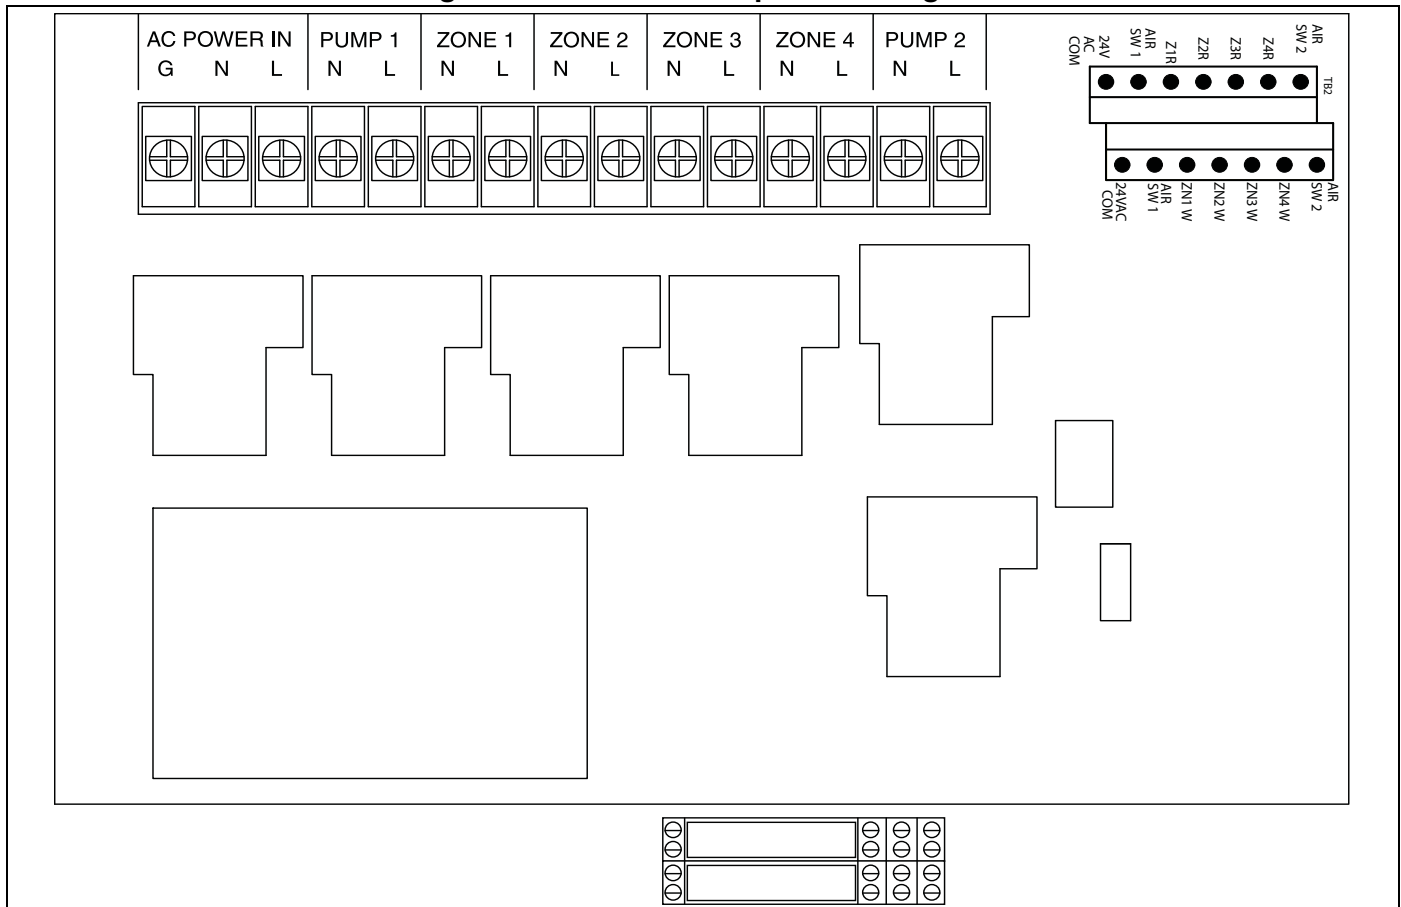 AC POWER IN PUMP 1 ZONE 1 ZONE 2 ZONE 3 ZONE 4 PUMP 2
G N L N L N L N L N L N L N L
24V
AC
COM
AIR
SW 1
Z1R
Z2R
Z3R
Z4R
AIR
SW 2
TB2
24VAC
COM
AIR
SW 1
ZN1 W
ZN2 W
ZN3 W
ZN4 W
AIR
SW 2